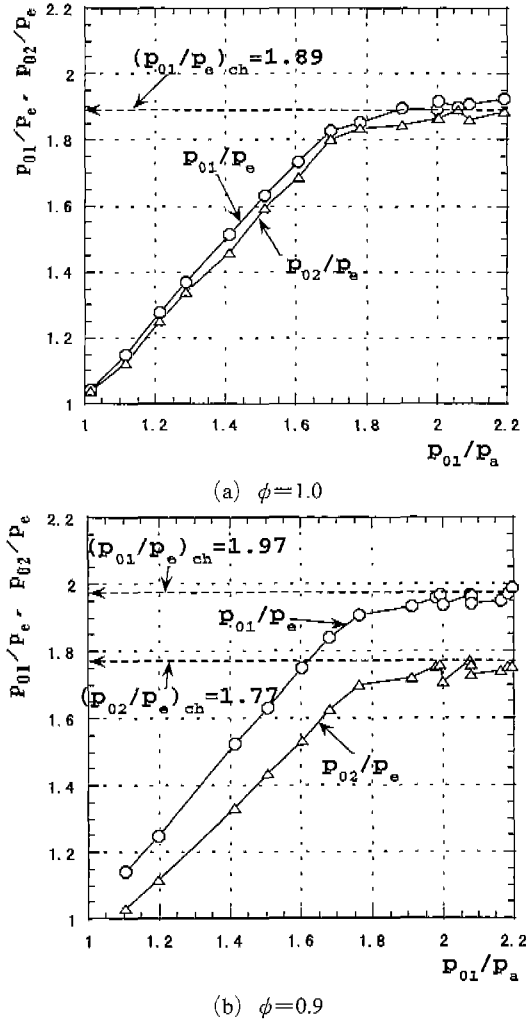 p01/pe, p02/pe
2.2
2
1.8
1.6
1.4
1.2
1
(p01/pe)ch=1.89
p01/pe
p02/pe
1 1.2 1.4 1.6 1.8 2 2.2
p01/pa
(a) ϕ=1.0
p01/pe, p02/pe
2.2
2
1.8
1.6
1.4
1.2
1
(p01/pe)ch=1.97
p01/pe
(p02/pe)ch=1.77
p02/pe
1 1.2 1.4 1.6 1.8 2 2.2
p01/pa
(b) ϕ=0.9